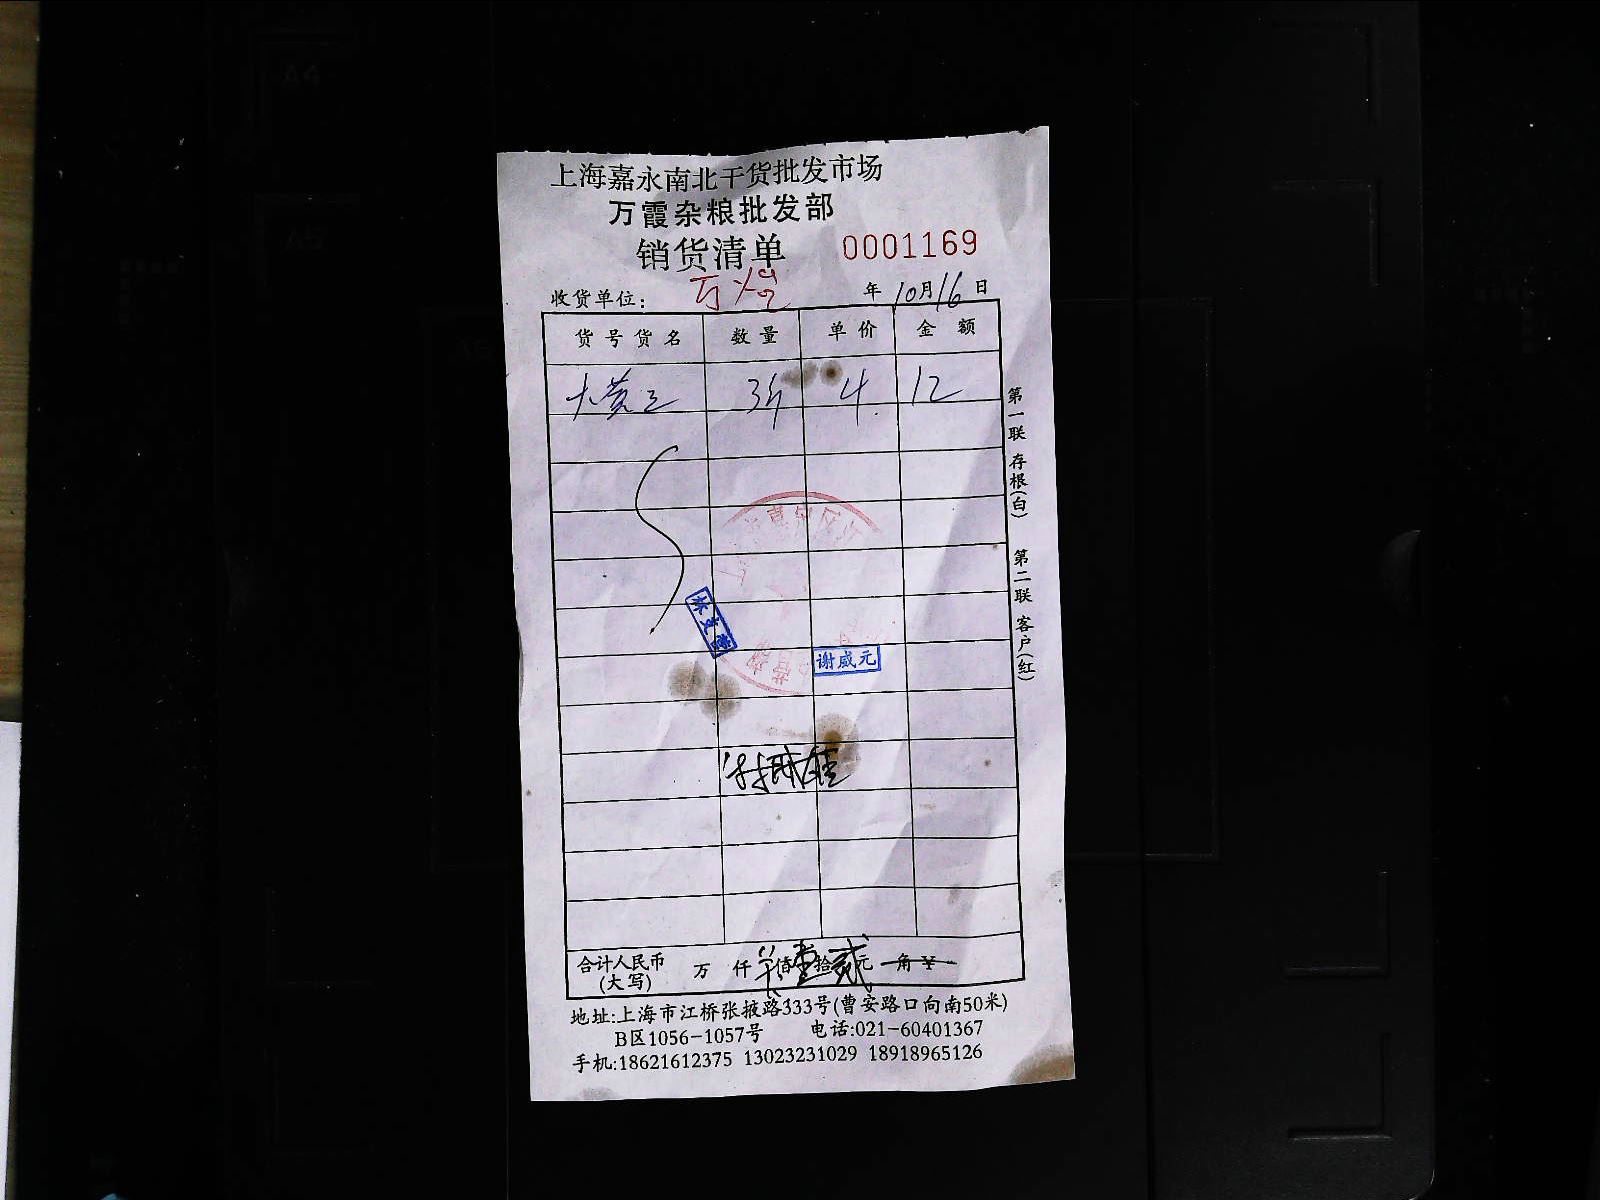 上海嘉永南北干货批发市场
万霞杂粮批发部
销货清单 0001169
收货单位: 年10月16日
货号货名 数量 单价 金额
大黄豆 3斤 4. 12
第一联 存根(白) 第二联 客户(红)
谢威元
合计人民币 万 仟 佰壹拾贰元 角 ¥
(大写)
地址:上海市江桥张掖路333号(曹安路口向南50米)
B区1056-1057号 电话:021-60401367
手机:18621612375 13023231029 18918965126